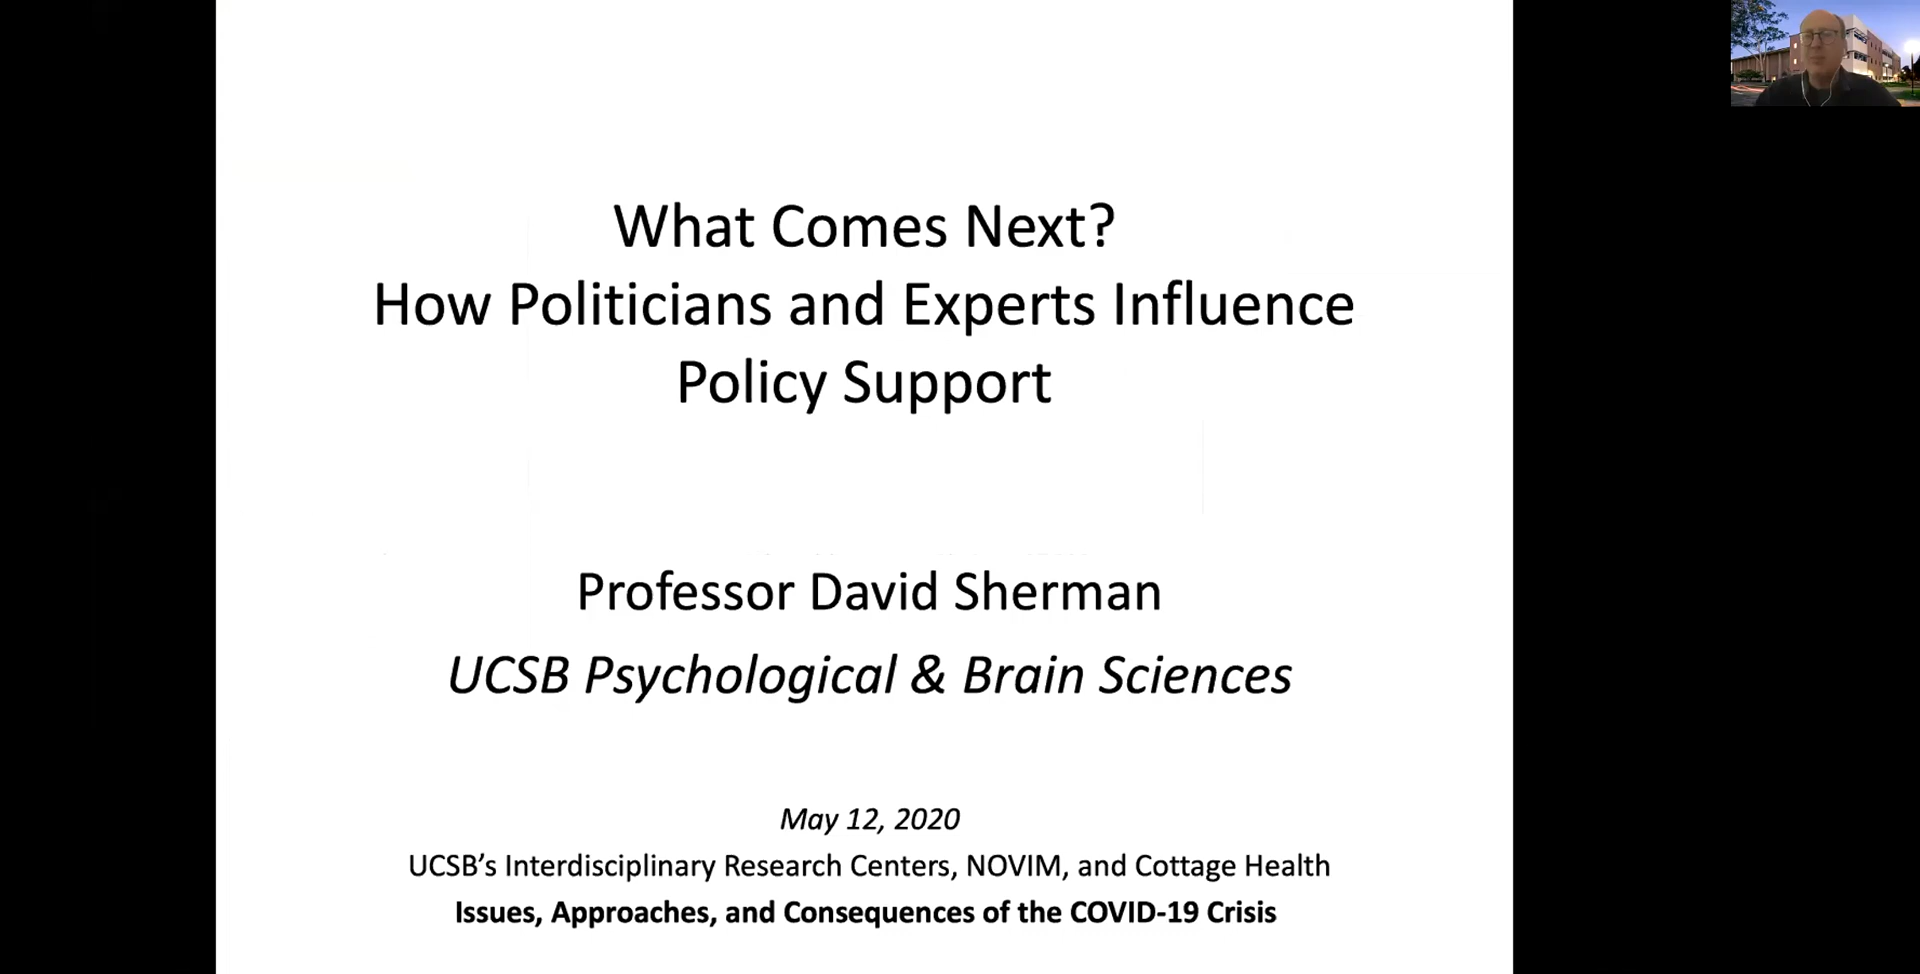 What Comes Next?
How Politicians and Experts Influence
Policy Support
Professor David Sherman
UCSB Psychological & Brain Sciences
May 12, 2020
UCSB’s Interdisciplinary Research Centers, NOVIM, and Cottage Health
Issues, Approaches, and Consequences of the COVID-19 Crisis